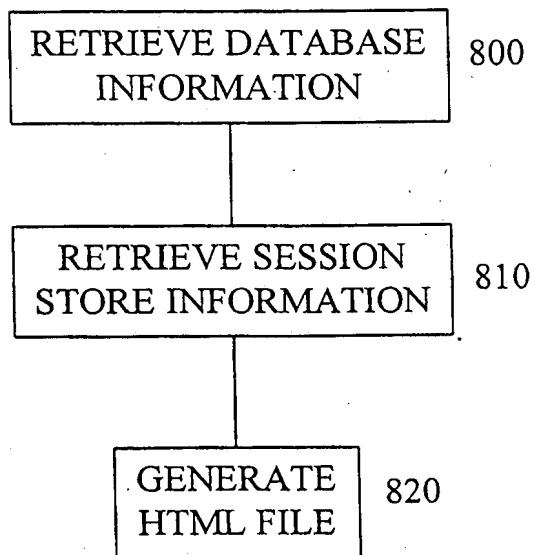 RETRIEVE DATABASE
INFORMATION
800
RETRIEVE SESSION
STORE INFORMATION
810
GENERATE
HTML FILE
820